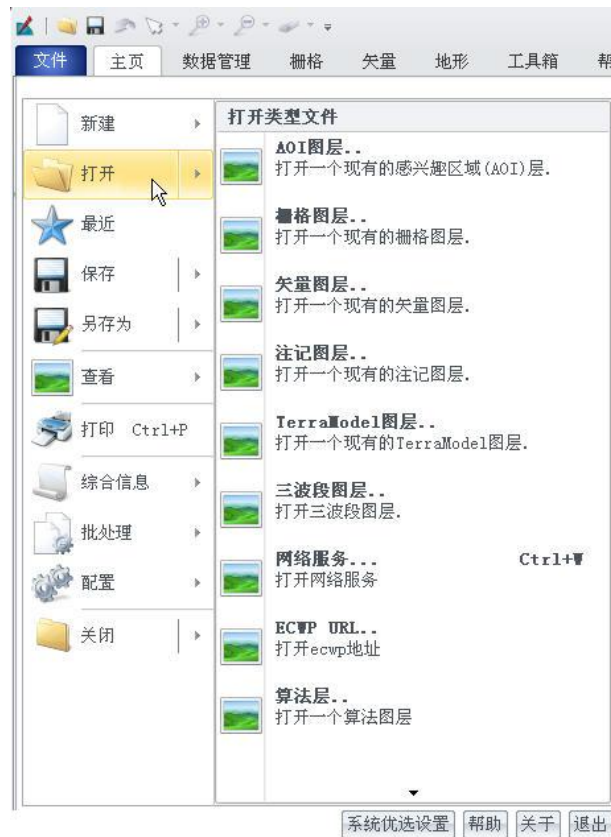 文件 主页 数据管理 栅格 矢量 地形 工具箱
新建
打开
最近
保存
另存为
查看
打印 Ctrl+P
综合信息
批处理
配置
关闭
打开类型文件
AOI图层..
打开一个现有的感兴趣区域(AOI)层.
栅格图层..
打开一个现有的栅格图层.
矢量图层..
打开一个现有的矢量图层.
注记图层..
打开一个现有的注记图层.
TerraModel图层..
打开一个现有的TerraModel图层.
三波段图层..
打开三波段图层.
网络服务... Ctrl+W
打开网络服务
ECWP URL..
打开ecwp地址
算法层..
打开一个算法图层
系统优选设置 帮助 关于 退出